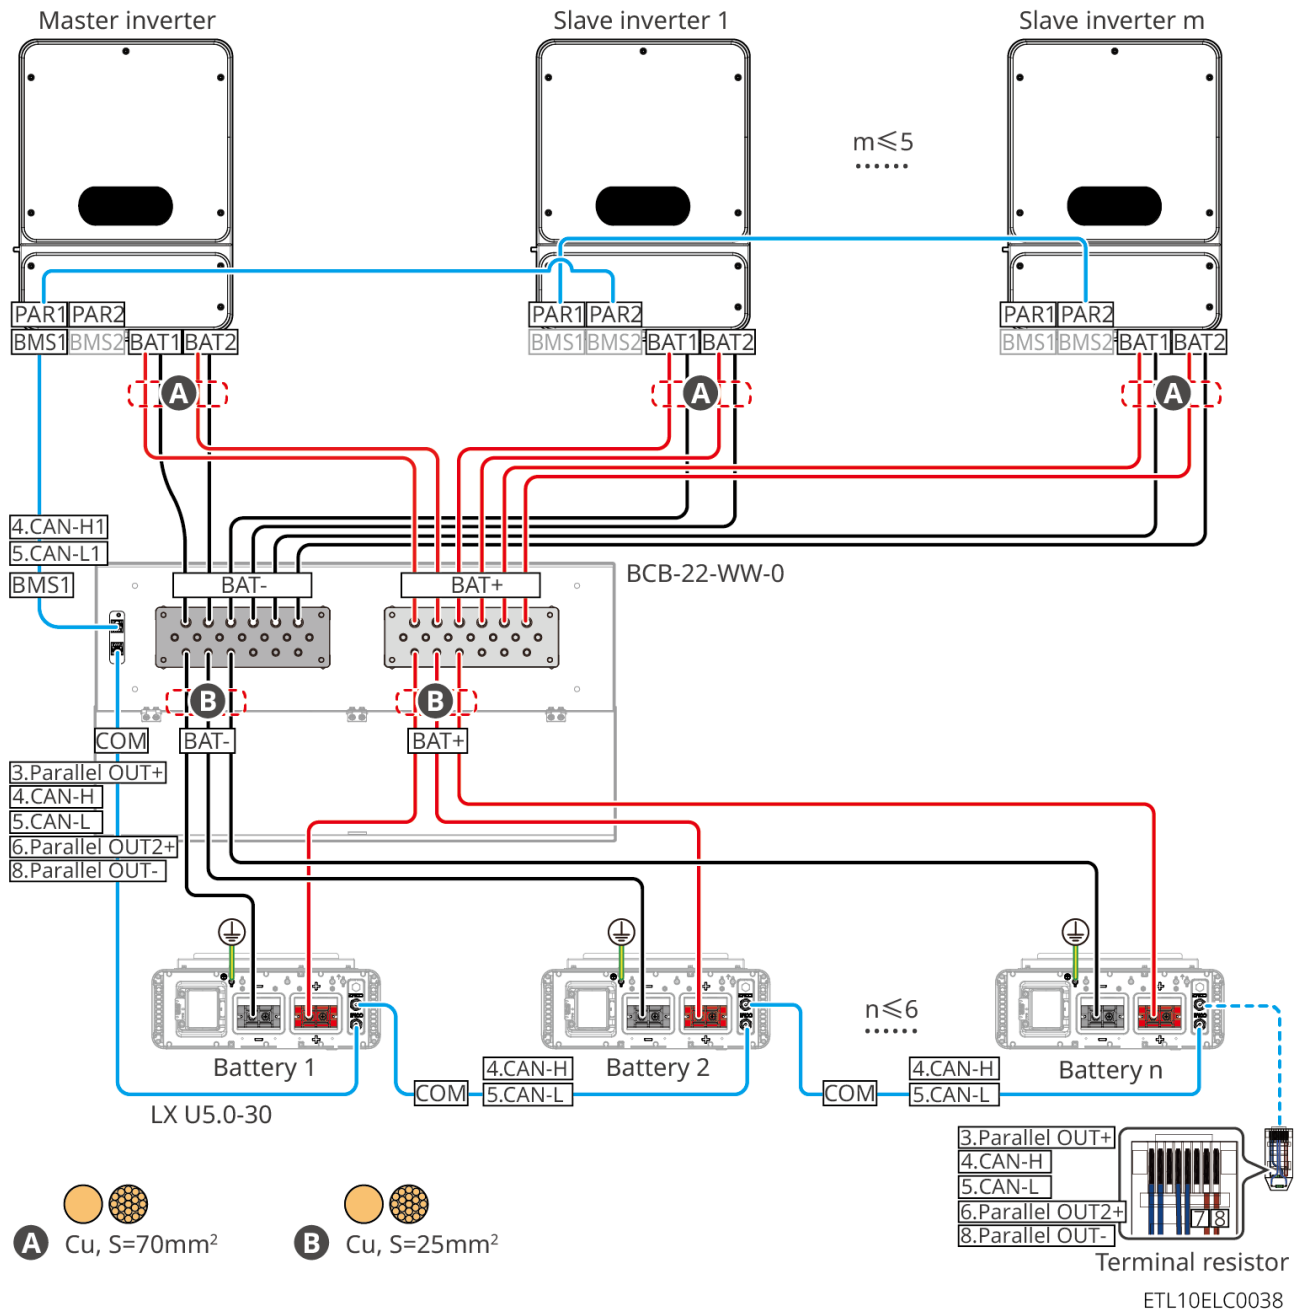 Master inverter
Slave inverter 1
Slave inverter m
m≤5
PAR1 PAR2
BMS1 BMS2 BAT1 BAT2
PAR1 PAR2
BMS1 BMS2 BAT1 BAT2
PAR1 PAR2
BMS1 BMS2 BAT1 BAT2
A
A
A
4.CAN-H1
5.CAN-L1
BMS1
BAT-
BAT+
BCB-22-WW-0
B
B
COM
BAT-
BAT+
3.Parallel OUT+
4.CAN-H
5.CAN-L
6.Parallel OUT2+
8.Parallel OUT-
- +
- +
- +
- +
- +
- +
n≤6
Battery 1
Battery 2
Battery n
COM
4.CAN-H
5.CAN-L
COM
4.CAN-H
5.CAN-L
LX U5.0-30
3.Parallel OUT+
4.CAN-H
5.CAN-L
6.Parallel OUT2+
8.Parallel OUT-
7 8
Terminal resistor
A Cu, S=70mm²
B Cu, S=25mm²
ETL10ELC0038